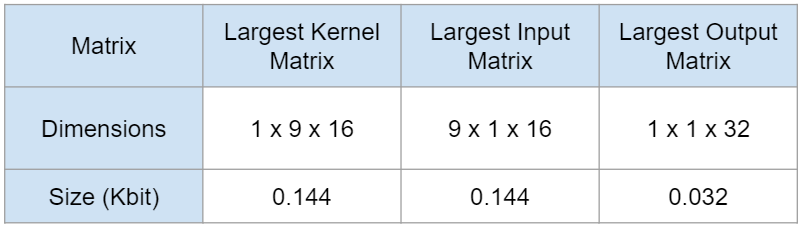 Matrix
Largest Kernel
Matrix
Largest Input
Matrix
Largest Output
Matrix
Dimensions
1 x 9 x 16
9 x 1 x 16
1 x 1 x 32
Size (Kbit)
0.144
0.144
0.032